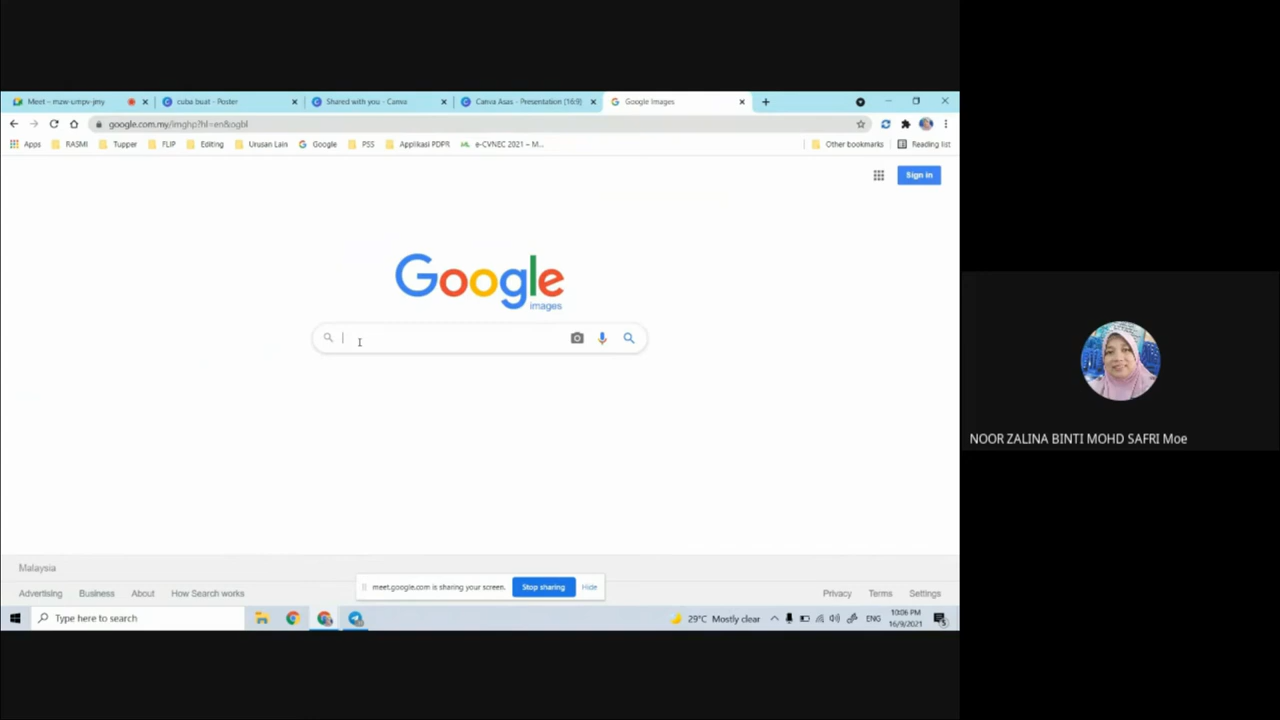 Meet – mzw-umpv-jmy
cuba buat - Poster
Shared with you - Canva
Canva Asas - Presentation (16:9)
Google Images
google.com.my/imghp?hl=en&ogbl
Apps
RASMI
Tupper
FLIP
Editing
Urusan Lain
Google
PSS
Applikasi PDPR
e-CVNEC 2021 – M...
Other bookmarks
Reading list
Sign in
Google
images
NOOR ZALINA BINTI MOHD SAFRI Moe
Malaysia
Advertising
Business
About
How Search works
meet.google.com is sharing your screen.
Stop sharing
Hide
Privacy
Terms
Settings
Type here to search
29°C Mostly clear
ENG
10:06 PM
16/9/2021